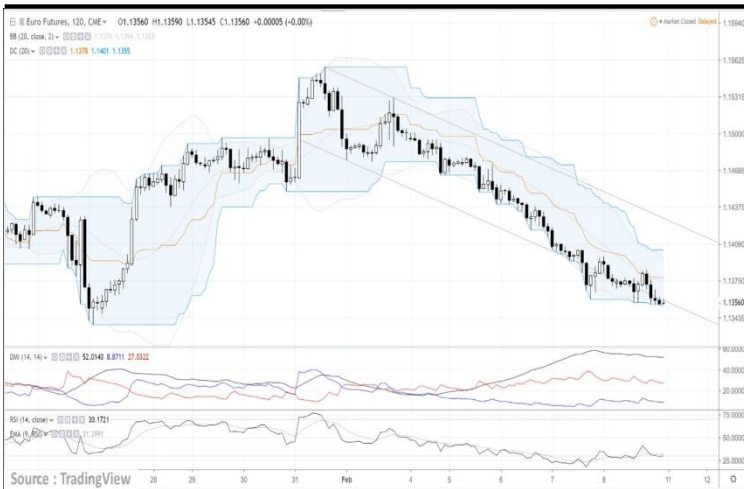 Euro Futures, 120, CME O1.13560 H1.13590 L1.13545 C1.13560 +0.00005 (+0.00%)
Market Closed Delayed
BB (20, close, 2)
DC (20) 1.1378 1.1401 1.1355
1.15940
1.15625
1.15315
1.15000
1.14685
1.14375
1.14060
1.13750
1.13560
1.13435
DMI (14, 14) 52.0140 8.8711 27.0322
60.0000
40.0000
20.0000
RSI (14, close) 30.1721
EMA (9, RSI)
75.0000
50.0000
25.0000
Source : TradingView
28 29 30 31 Feb 4 5 6 7 8 11 12